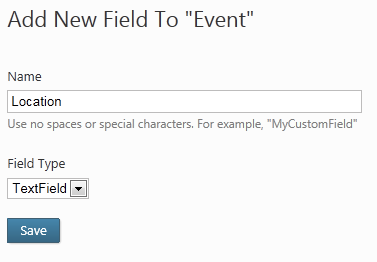 Add New Field To "Event"
Name
Location
Use no spaces or special characters. For example, "MyCustomField"
Field Type
TextField
Save